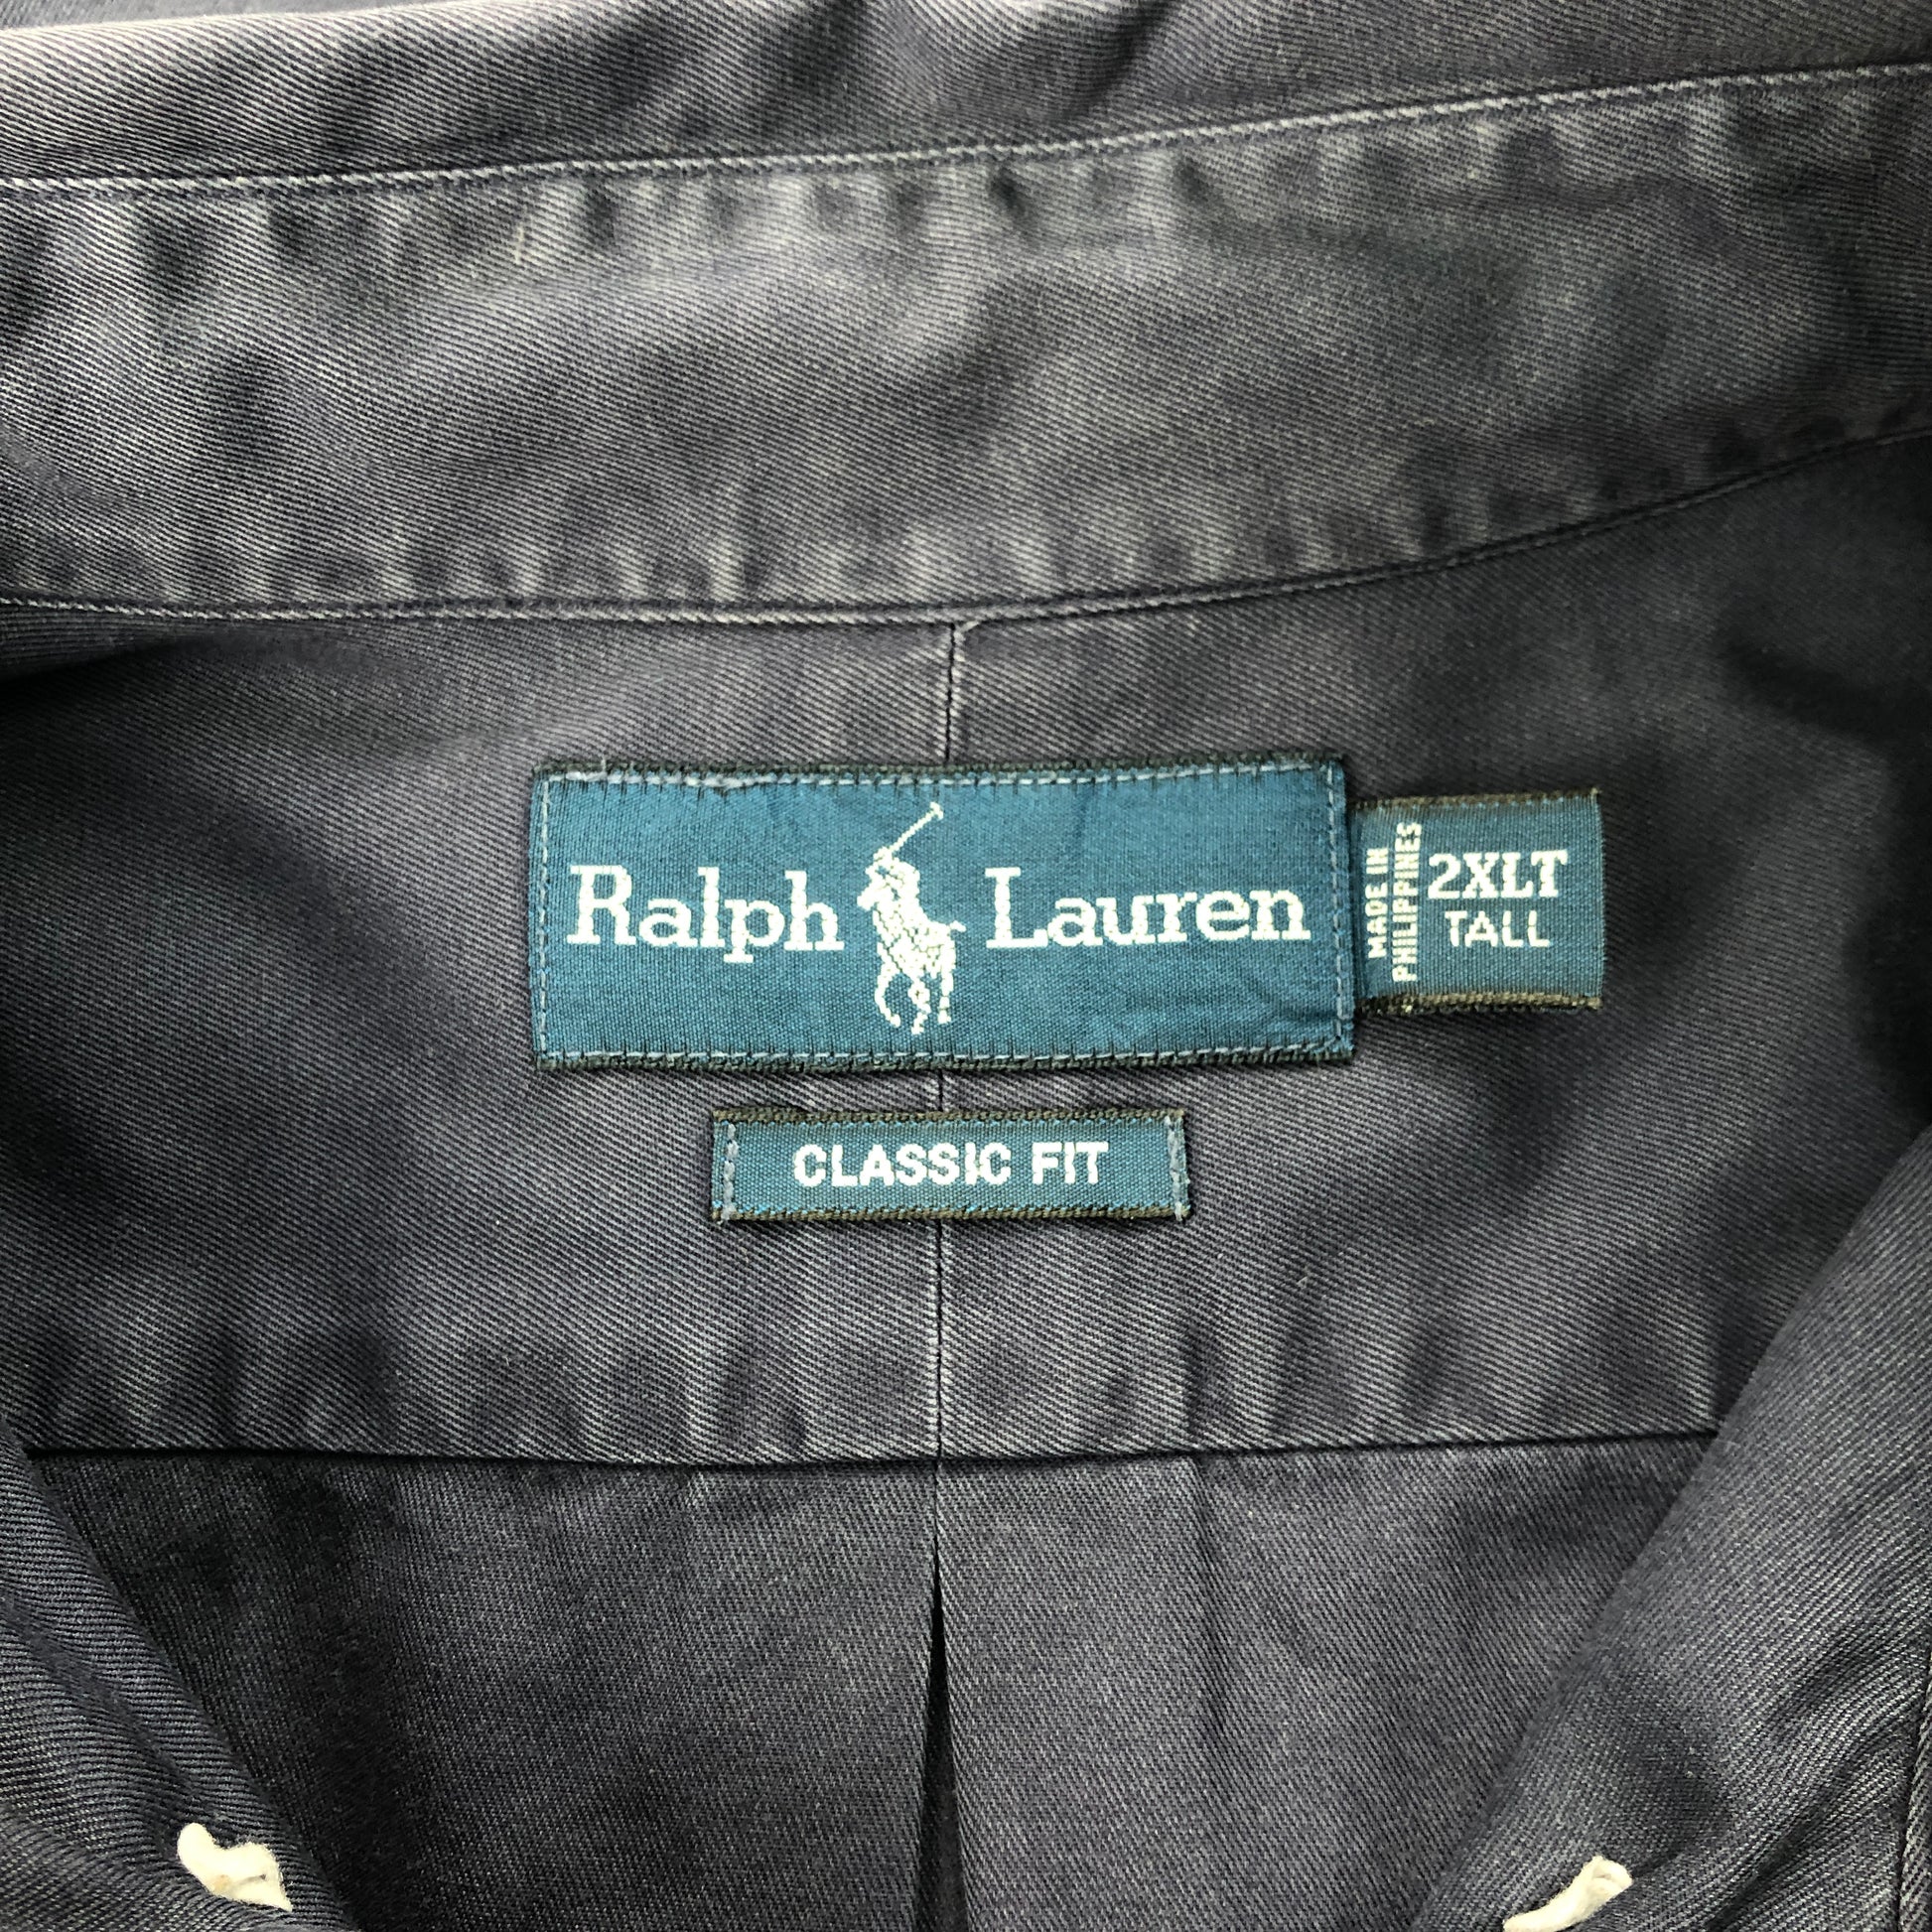 Ralph Lauren
MADE IN
PHILIPPINES
2XLT
TALL
CLASSIC FIT